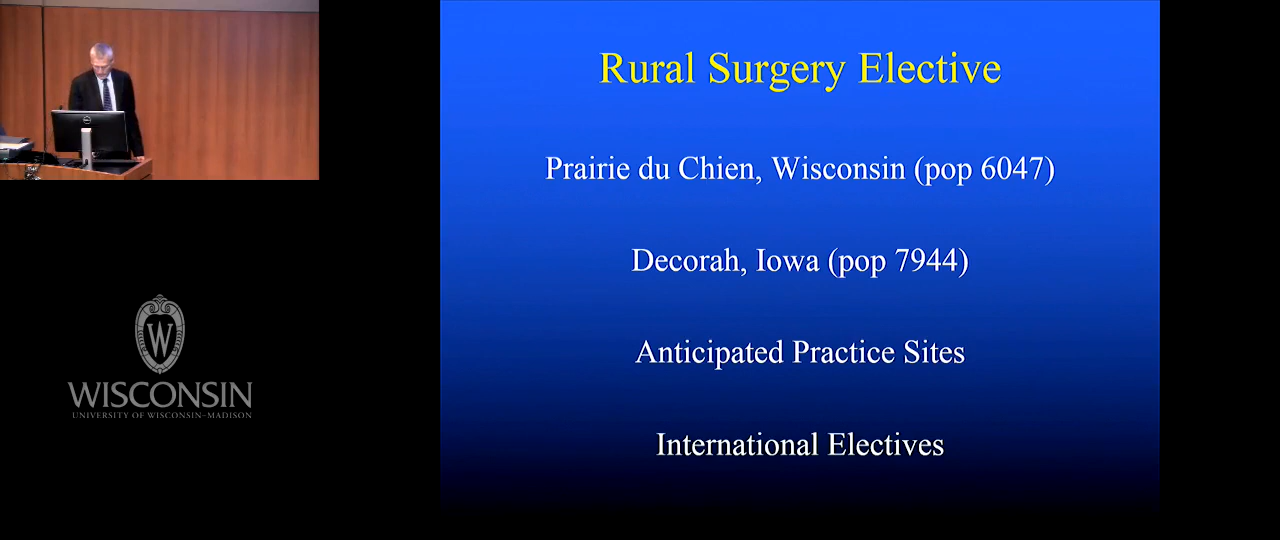 Rural Surgery Elective
Prairie du Chien, Wisconsin (pop 6047)
Decorah, Iowa (pop 7944)
Anticipated Practice Sites
International Electives
W
WISCONSIN
UNIVERSITY OF WISCONSIN–MADISON
DELL